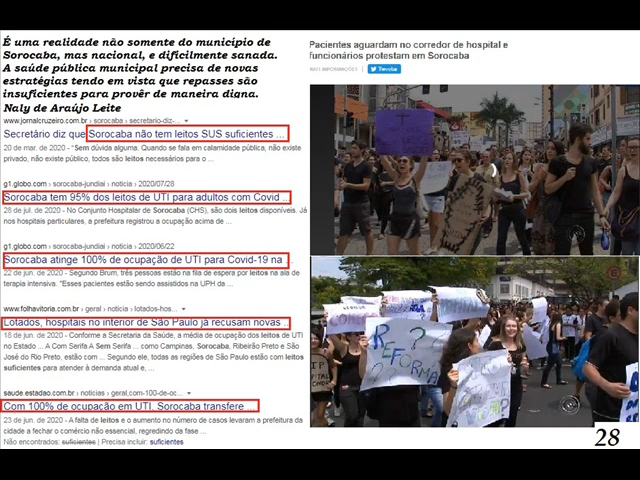 É uma realidade não somente do município de
Sorocaba, mas nacional, e dificilmente sanada.
A saúde pública municipal precisa de novas
estratégias tendo em vista que repasses são
insuficientes para provêr de maneira digna.
Naly de Araújo Leite
www.jornalcruzeiro.com.br › sorocaba › secretario-diz-...
Secretário diz que Sorocaba não tem leitos SUS suficientes ...
20 de mar. de 2020 - "Sem dúvida alguma. Quando se fala em calamidade pública, não existe
privado, não existe público, todos são leitos necessários para o ...
g1.globo.com › sorocaba-jundiai › noticia › 2020/07/28
Sorocaba tem 95% dos leitos de UTI para adultos com Covid ...
28 de jul. de 2020 - No Conjunto Hospitalar de Sorocaba (CHS), são dois leitos disponíveis. Já
nos hospitais particulares, a prefeitura registrou a ocupação acima de ...
g1.globo.com › sorocaba-jundiai › noticia › 2020/06/22
Sorocaba atinge 100% de ocupação de UTI para Covid-19 na ...
22 de jun. de 2020 - Segundo Brum, três pessoas estão na fila de espera por leitos na ala de
terapia intensiva. "Esses pacientes estão sendo assistidos na UPH da ...
www.folhavitoria.com.br › geral › noticia › lotados-hos...
Lotados, hospitais no interior de São Paulo já recusam novas ...
18 de jun. de 2020 - Conforme a Secretaria da Saúde, a média de ocupação dos leitos de UTI
no Estado ... A Com Serifa A Sem Serifa ... como Campinas, Sorocaba, Ribeirão Preto e São
José do Rio Preto, estão com ... Segundo ele, todas as regiões de São Paulo estão com leitos
suficientes para atender à demanda atual e, ...
saude.estadao.com.br › noticias › geral,com-100-de-oc...
Com 100% de ocupação em UTI, Sorocaba transfere ...
23 de jun. de 2020 - A falta de leitos e o aumento no número de casos levaram a prefeitura da
cidade a fechar o comércio não essencial, regredindo da fase ...
Não encontrados: suficientes | Precisa incluir: suficientes
Pacientes aguardam no corredor de hospital e
funcionários protestam em Sorocaba
MAIS INFORMAÇÕES
Tweetar
REFORMA
?
28